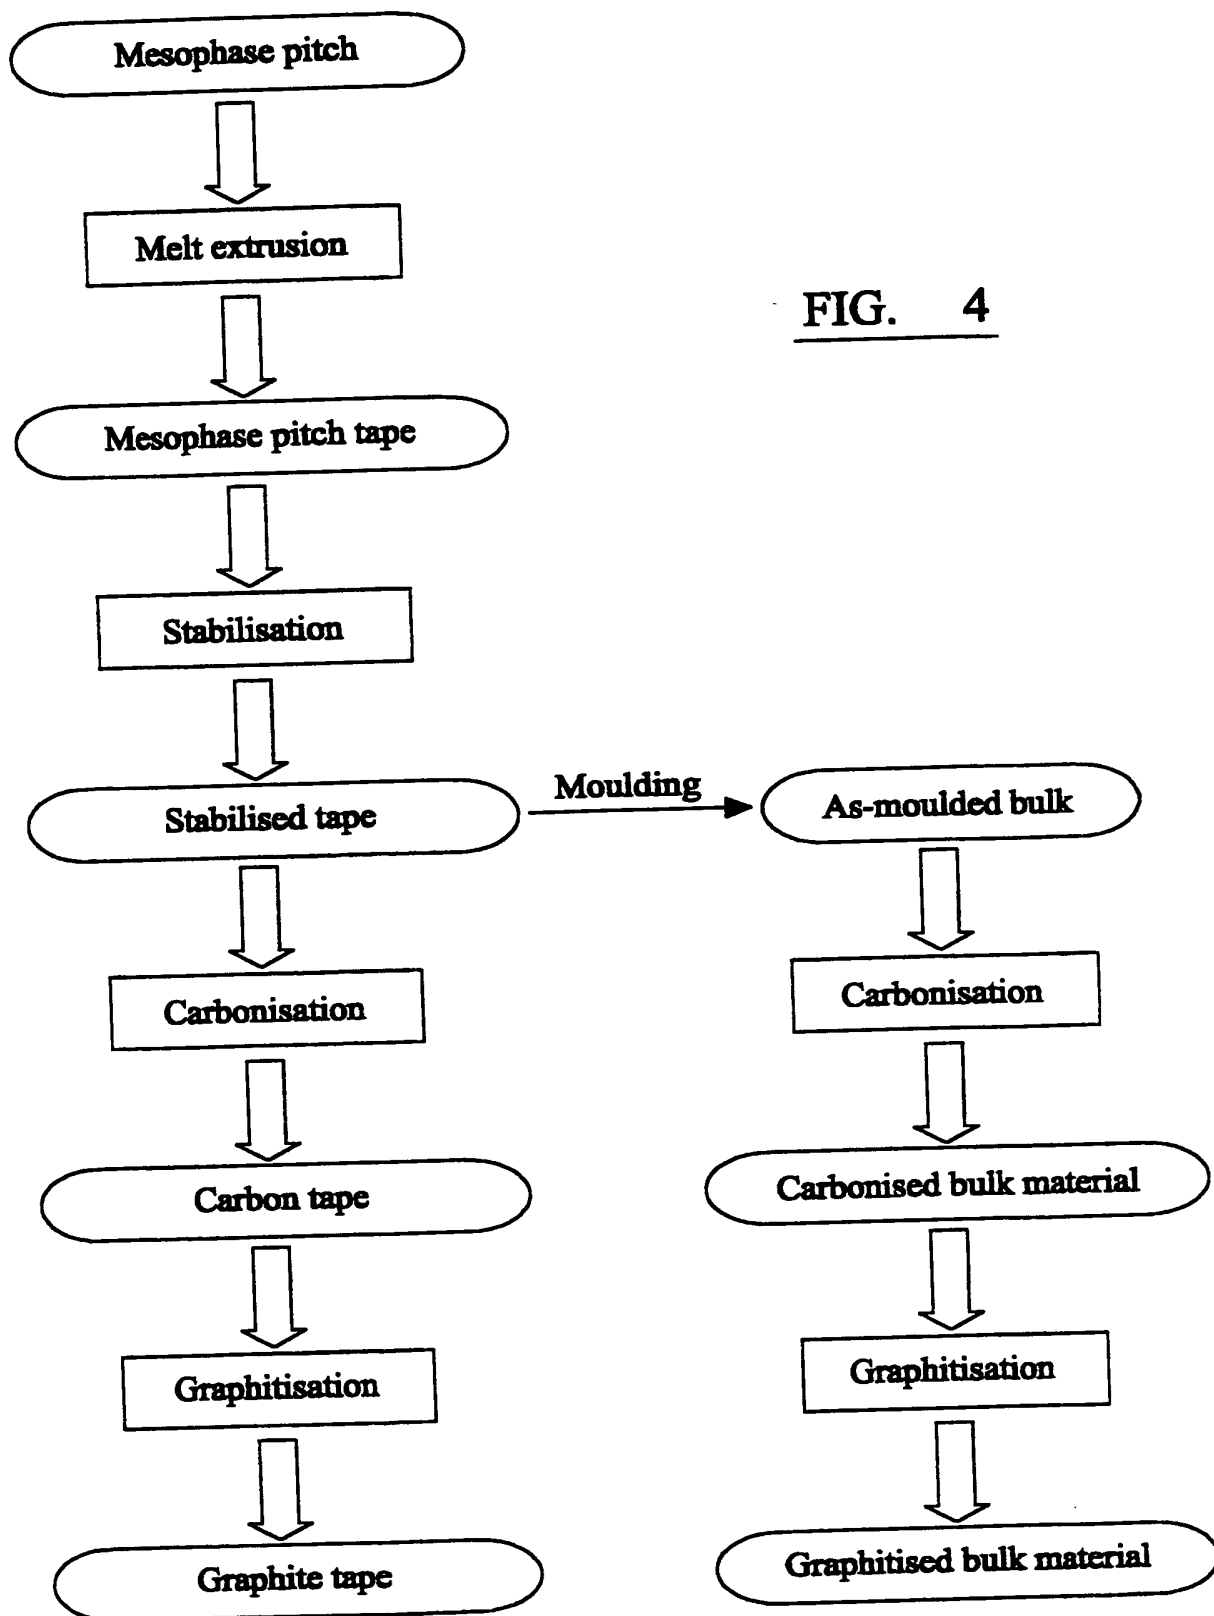 Mesophase pitch
Melt extrusion
FIG. 4
Mesophase pitch tape
Stabilisation
Stabilised tape
Moulding
As-moulded bulk
Carbonisation
Carbonisation
Carbon tape
Carbonised bulk material
Graphitisation
Graphitisation
Graphite tape
Graphitised bulk material